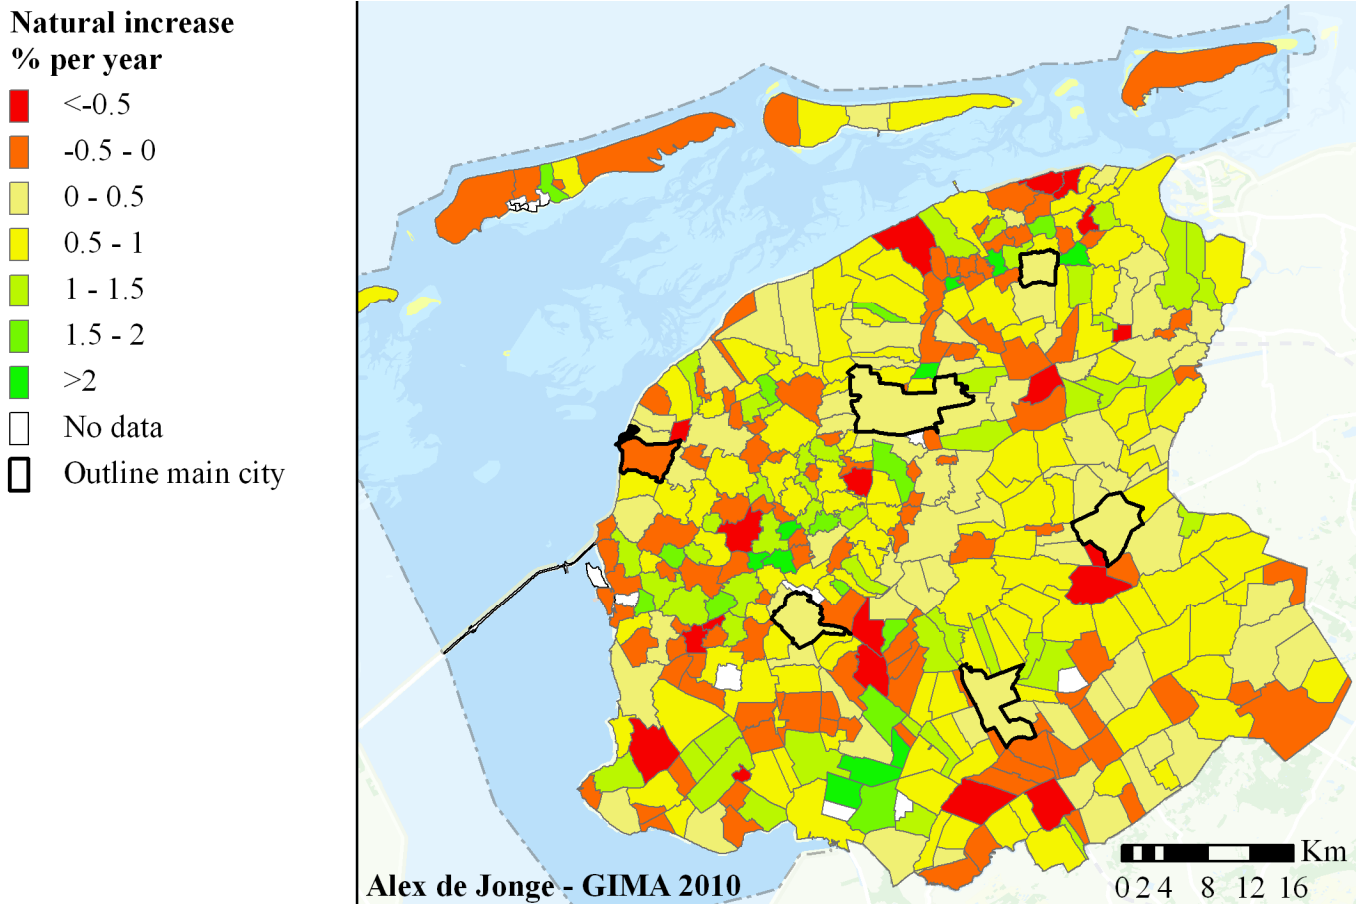 Natural increase
% per year
<-0.5
-0.5 - 0
0 - 0.5
0.5 - 1
1 - 1.5
1.5 - 2
>2
No data
Outline main city
Alex de Jonge - GIMA 2010
Km
0 2 4 8 12 16